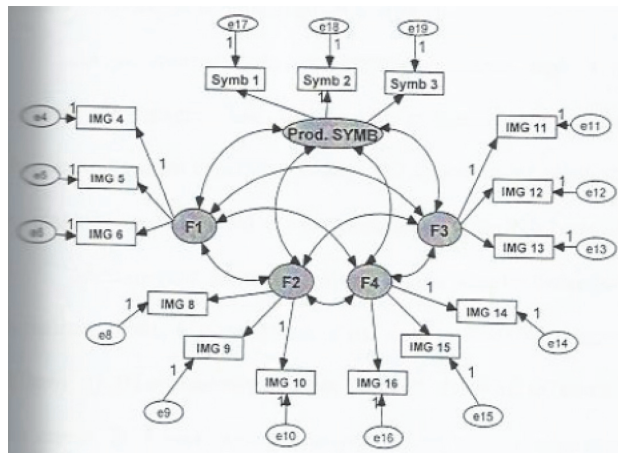 e17 e18 e19
1 1 1
Symb 1 Symb 2 Symb 3
1
Prod. SYMB
e4 1 IMG 4
IMG 11 1 e11
e5 1 IMG 5
1 1
IMG 12 1 e12
e6 1 IMG 6
F1 F3
IMG 13 1 e13
F2 F4
1 IMG 8
1 IMG 14 1
e8
e14
IMG 9 1 IMG 15
1 IMG 10 IMG 16 1
1 1
e9 e15
e10 e16